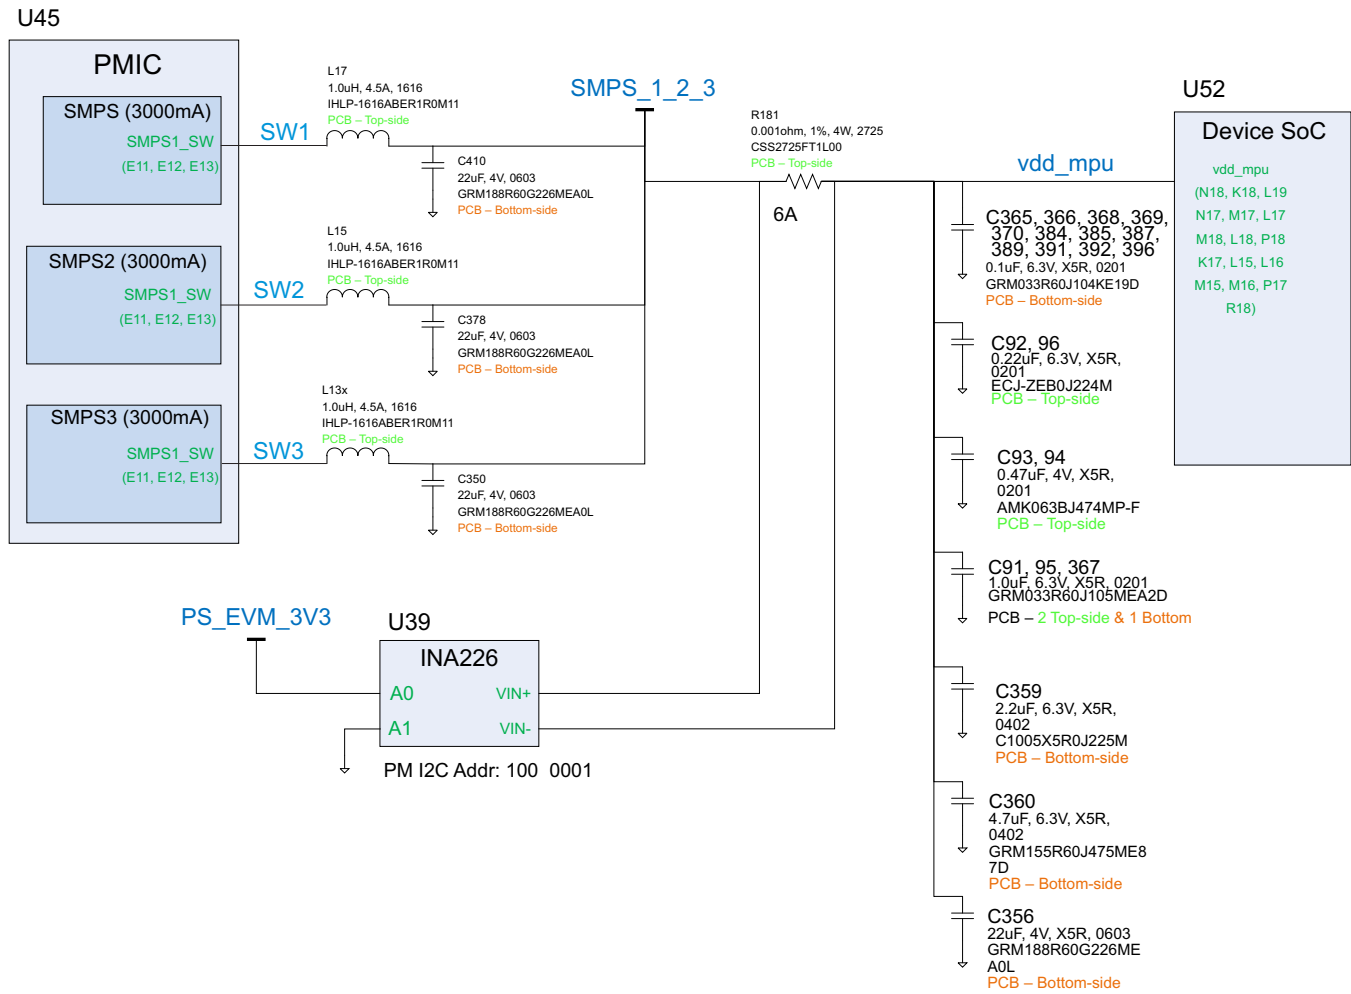 U45
PMIC
SMPS (3000mA)
SMPS1_SW
(E11, E12, E13)
SW1
L17
1.0uH, 4.5A, 1616
IHLP-1616ABER1R0M11
PCB – Top-side
C410
22uF, 4V, 0603
GRM188R60G226MEA0L
PCB – Bottom-side
SMPS2 (3000mA)
SMPS1_SW
(E11, E12, E13)
SW2
L15
1.0uH, 4.5A, 1616
IHLP-1616ABER1R0M11
PCB – Top-side
C378
22uF, 4V, 0603
GRM188R60G226MEA0L
PCB – Bottom-side
SMPS3 (3000mA)
SMPS1_SW
(E11, E12, E13)
SW3
L13x
1.0uH, 4.5A, 1616
IHLP-1616ABER1R0M11
PCB – Top-side
C350
22uF, 4V, 0603
GRM188R60G226MEA0L
PCB – Bottom-side
SMPS_1_2_3
R181
0.001ohm, 1%, 4W, 2725
CSS2725FT1L00
PCB – Top-side
6A
vdd_mpu
U52
Device SoC
vdd_mpu
(N18, K18, L19
N17, M17, L17
M18, L18, P18
K17, L15, L16
M15, M16, P17
R18)
C365, 366, 368, 369,
370, 384, 385, 387,
389, 391, 392, 396
0.1uF, 6.3V, X5R, 0201
GRM033R60J104KE19D
PCB – Bottom-side
C92, 96
0.22uF, 6.3V, X5R,
0201
ECJ-ZEB0J224M
PCB – Top-side
C93, 94
0.47uF, 4V, X5R,
0201
AMK063BJ474MP-F
PCB – Top-side
C91, 95, 367
1.0uF, 6.3V, X5R, 0201
GRM033R60J105MEA2D
PCB – 2 Top-side & 1 Bottom
C359
2.2uF, 6.3V, X5R,
0402
C1005X5R0J225M
PCB – Bottom-side
C360
4.7uF, 6.3V, X5R,
0402
GRM155R60J475ME8
7D
PCB – Bottom-side
C356
22uF, 4V, X5R, 0603
GRM188R60G226ME
A0L
PCB – Bottom-side
PS_EVM_3V3
U39
INA226
A0
VIN+
A1
VIN-
PM I2C Addr: 100 0001